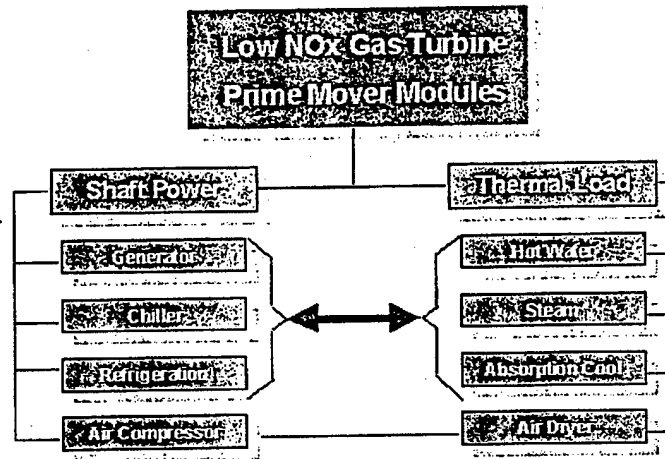 Low NOx Gas Turbine
Prime Mover Modules
Shaft Power
Thermal Load
Generator
Hot Water
Chiller
Steam
Refrigeration
Absorption Cool
Air Compressor
Air Dryer